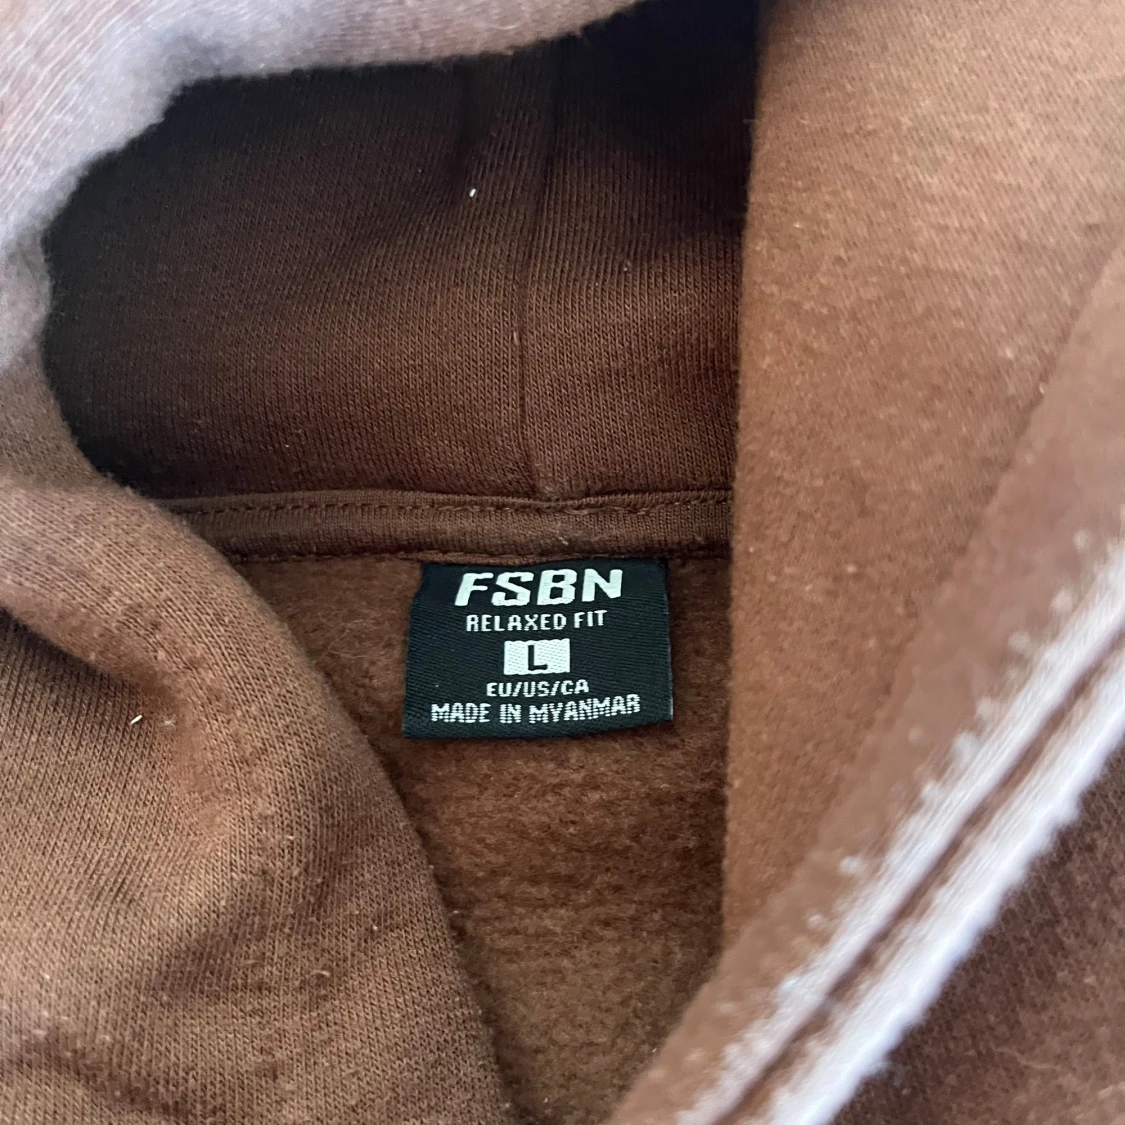 FSBN
RELAXED FIT
L
EU/US/CA
MADE IN MYANMAR